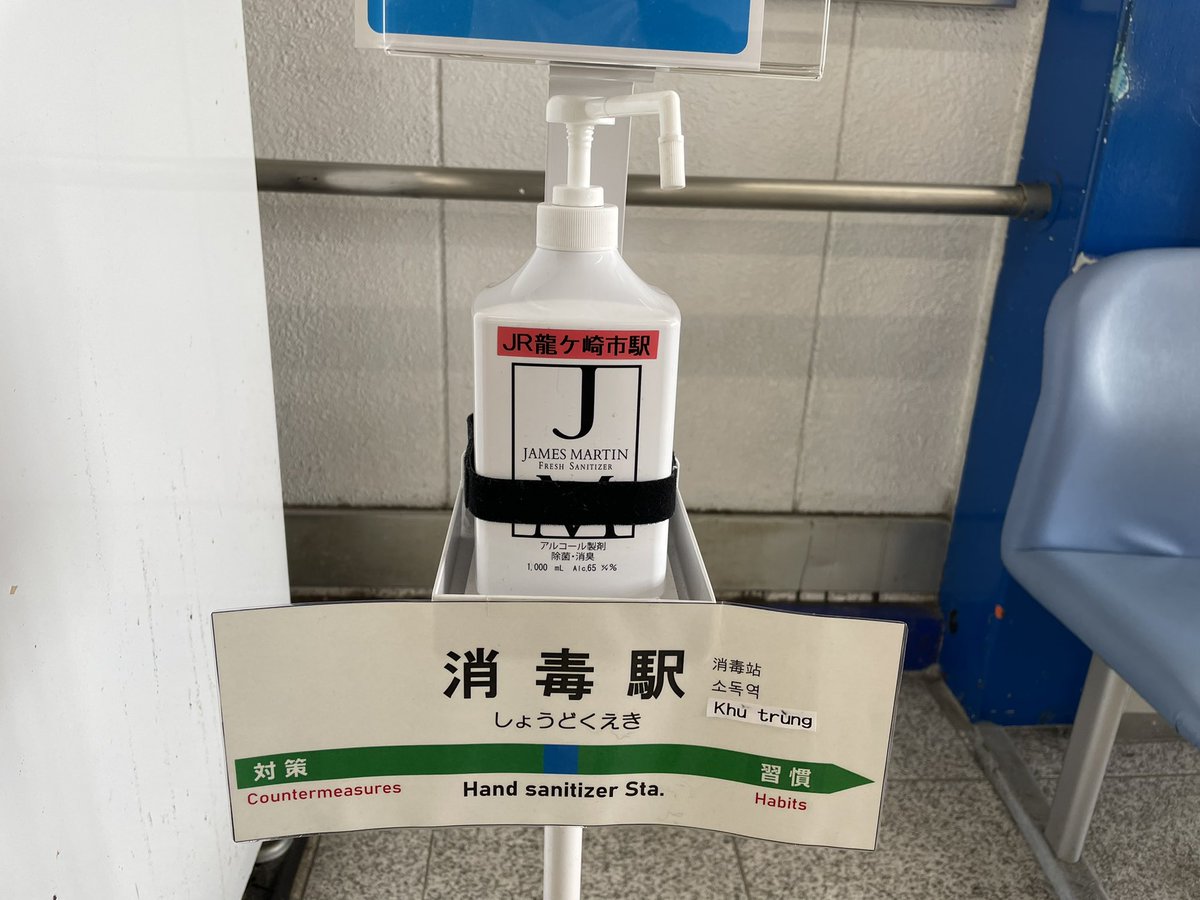 JR龍ケ崎市駅
J
JAMES MARTIN
FRESH SANITIZER
M
アルコール製剤
除菌・消臭
1,000 mL Alc.65 %
消毒駅
しょうどくえき
消毒站
소독역
Khử trùng
対策
習慣
Countermeasures
Hand sanitizer Sta.
Habits